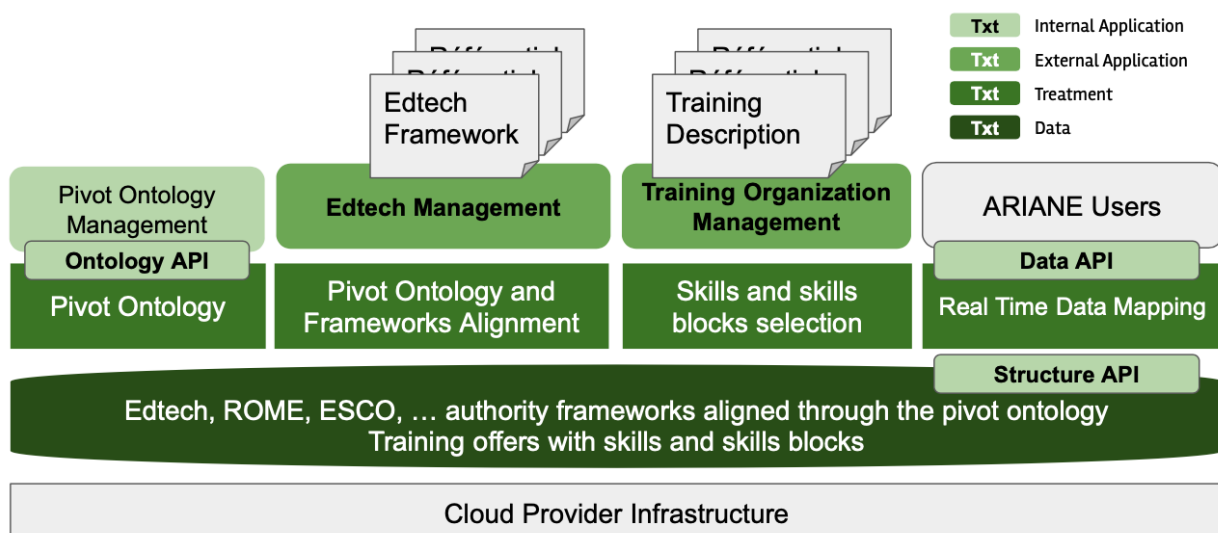 Txt Internal Application
Txt External Application
Txt Treatment
Txt Data
Edtech
Framework
Training
Description
Pivot Ontology
Management
Edtech Management
Training Organization
Management
ARIANE Users
Ontology API
Data API
Pivot Ontology
Pivot Ontology and
Frameworks Alignment
Skills and skills
blocks selection
Real Time Data Mapping
Structure API
Edtech, ROME, ESCO, … authority frameworks aligned through the pivot ontology
Training offers with skills and skills blocks
Cloud Provider Infrastructure